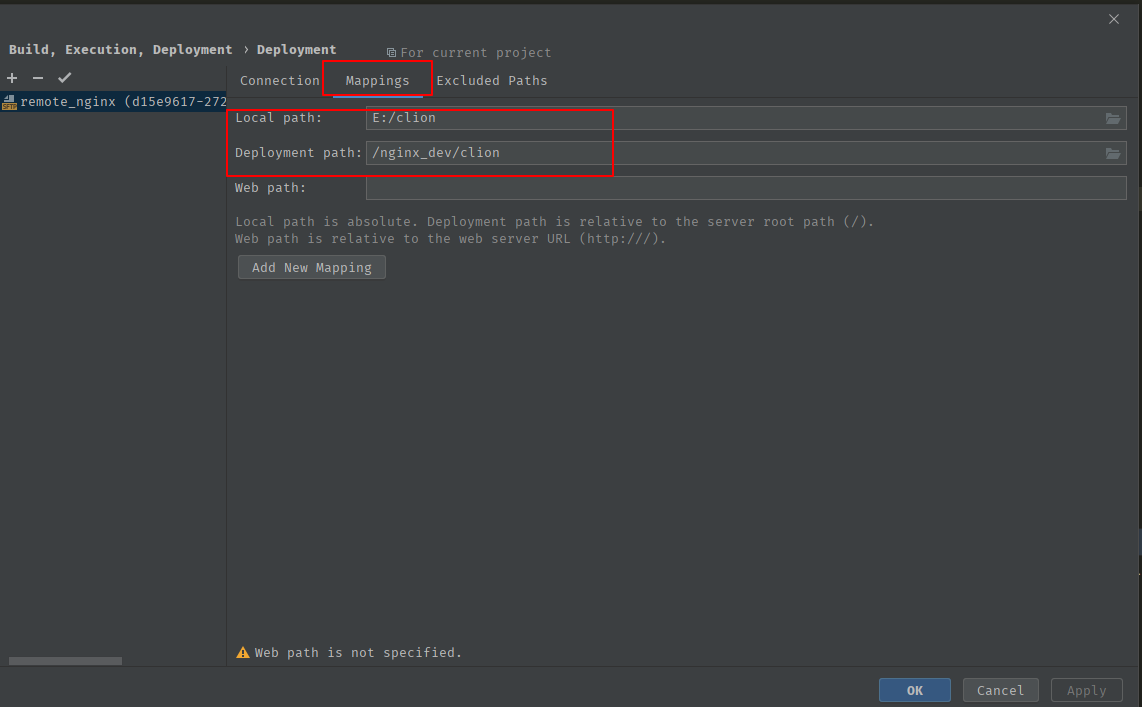 Build, Execution, Deployment › Deployment
For current project
remote_nginx (d15e9617-272
Connection Mappings Excluded Paths
Local path: E:/clion
Deployment path: /nginx_dev/clion
Web path:
Local path is absolute. Deployment path is relative to the server root path (/).
Web path is relative to the web server URL (http:///).
Add New Mapping
Web path is not specified.
OK Cancel Apply